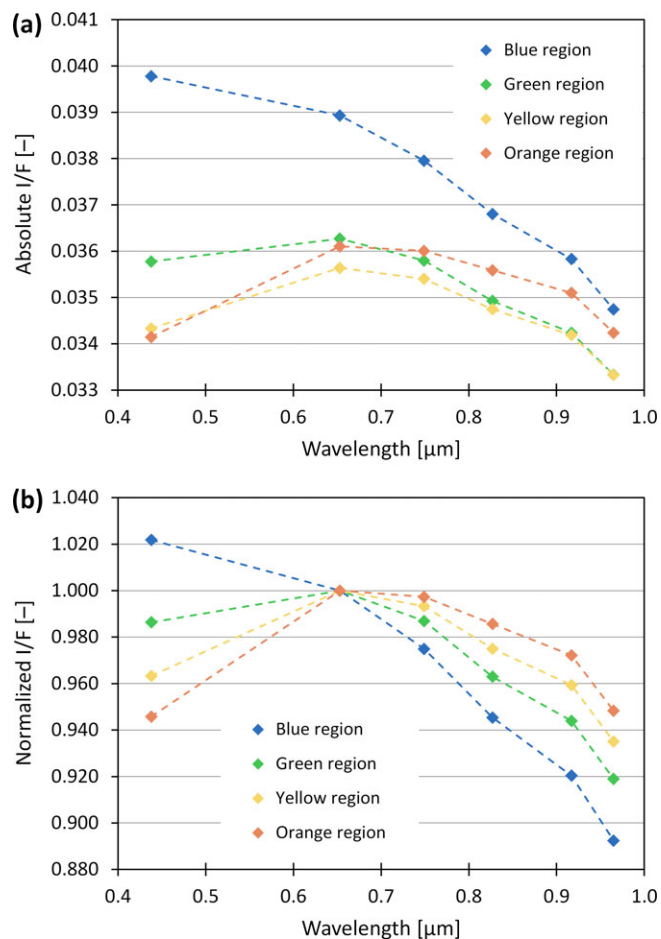 (a)
0.041
0.040
0.039
0.038
0.037
0.036
0.035
0.034
0.033
Absolute I/F [–]
Blue region
Green region
Yellow region
Orange region
0.4 0.5 0.6 0.7 0.8 0.9 1.0
Wavelength [μm]
(b)
1.040
1.020
1.000
0.980
0.960
0.940
0.920
0.900
0.880
Normalized I/F [–]
Blue region
Green region
Yellow region
Orange region
0.4 0.5 0.6 0.7 0.8 0.9 1.0
Wavelength [μm]